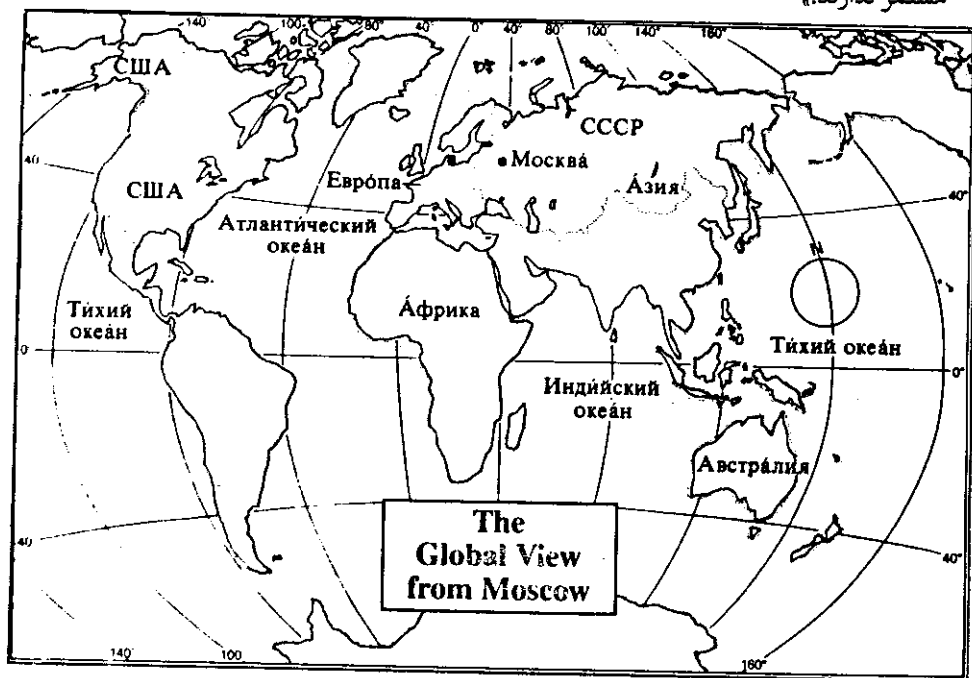 140 100 80 40 20 0 40° 80° 100° 140° 160°
США
СССР
40
Москва́
Евро́па
А́зия
США
40°
Атланти́ческий
океа́н
N
Ти́хий
океа́н
А́фрика
Ти́хий океа́н
0
0°
Инди́йский
океа́н
Австра́лия
The
Global View
from Moscow
40
40°
140 100 160°